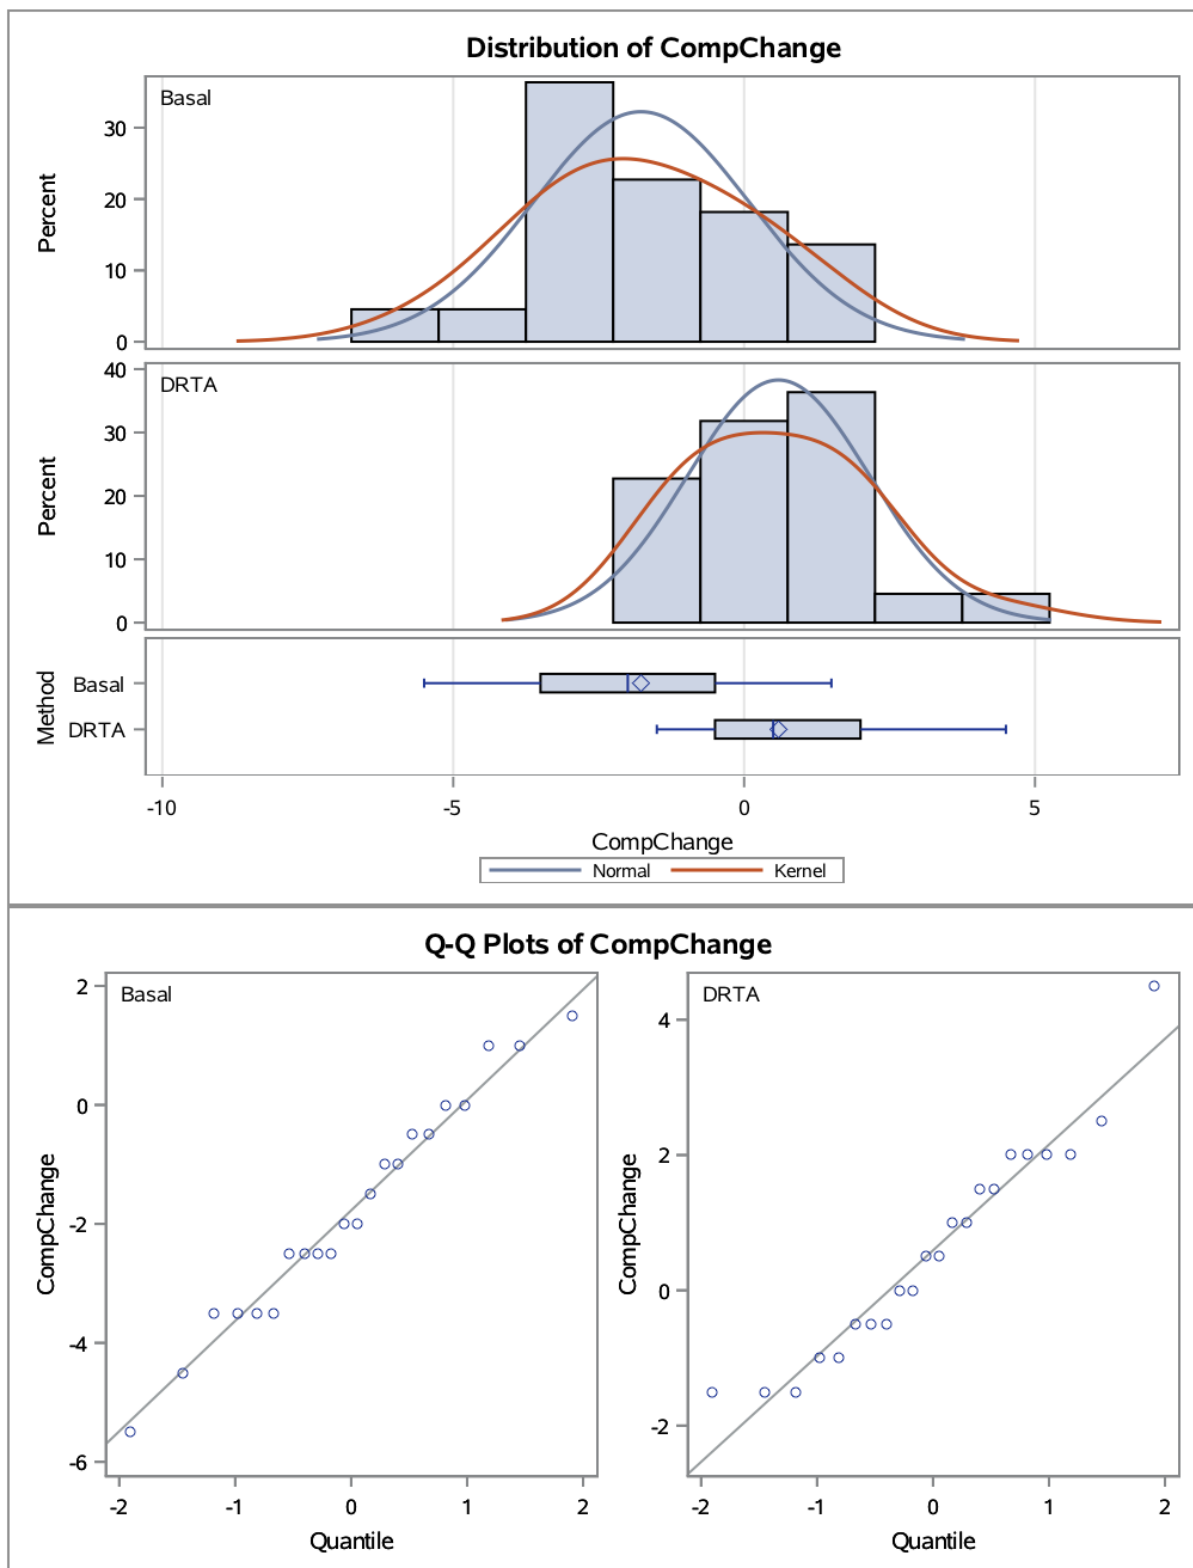 Distribution of CompChange
Basal
Percent
30
20
10
0
DRTA
Percent
40
30
20
10
0
Method
Basal
DRTA
-10 -5 0 5
CompChange
Normal Kernel
Q-Q Plots of CompChange
Basal
CompChange
2
0
-2
-4
-6
-2 -1 0 1 2
Quantile
DRTA
CompChange
4
2
0
-2
-2 -1 0 1 2
Quantile